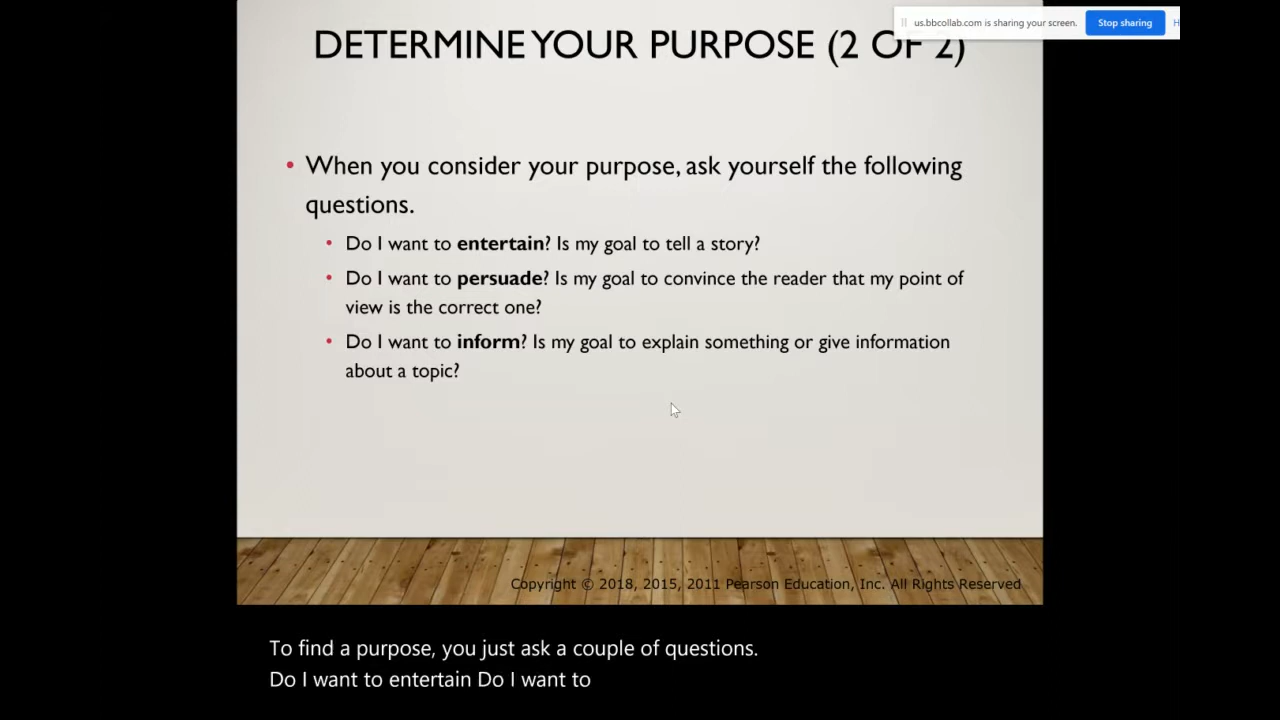 us.bbcollab.com is sharing your screen.
Stop sharing
H
DETERMINE YOUR PURPOSE (2 OF 2)
• When you consider your purpose, ask yourself the following
questions.
• Do I want to entertain? Is my goal to tell a story?
• Do I want to persuade? Is my goal to convince the reader that my point of
view is the correct one?
• Do I want to inform? Is my goal to explain something or give information
about a topic?
Copyright © 2018, 2015, 2011 Pearson Education, Inc. All Rights Reserved
To find a purpose, you just ask a couple of questions.
Do I want to entertain Do I want to